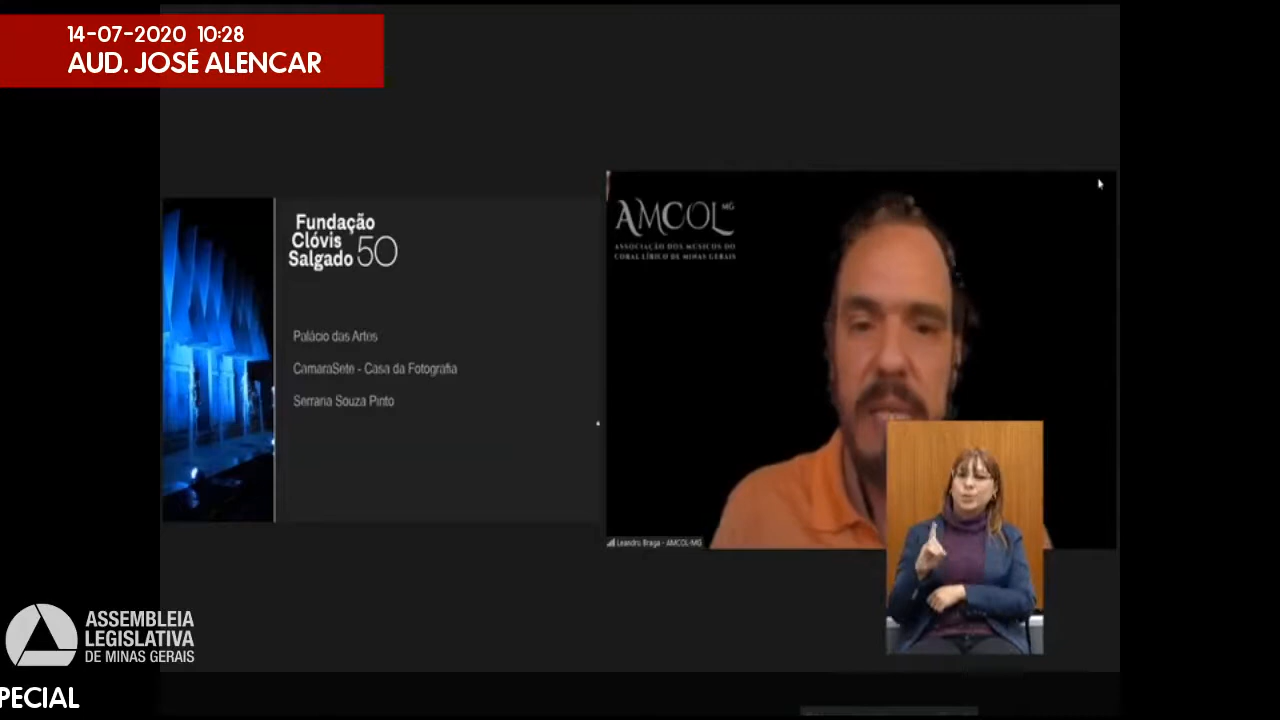 14-07-2020 10:28
AUD. JOSÉ ALENCAR
Fundação
Clóvis
Salgado 50
Palácio das Artes
CamaraSete - Casa da Fotografia
Serraria Souza Pinto
AMCOL MG
ASSOCIAÇÃO DOS MÚSICOS DO
CORAL LÍRICO DE MINAS GERAIS
Leandro Braga - AMCOL-MG
ASSEMBLEIA
LEGISLATIVA
DE MINAS GERAIS
PECIAL